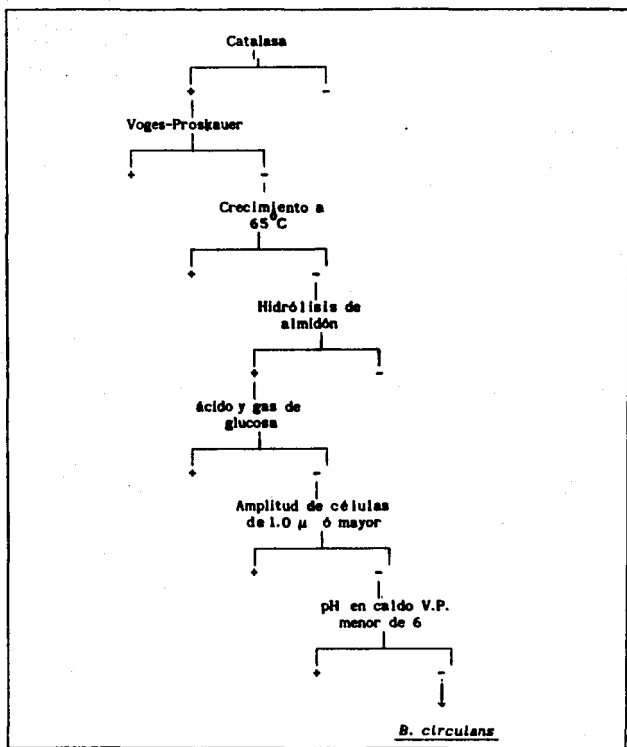 Catalasa
+ -
Voges-Proskauer
+ -
Crecimiento a
65°C
+ -
Hidrólisis de
almidón
+ -
ácido y gas de
glucosa
+ -
Amplitud de células
de 1.0 μ ó mayor
+ -
pH en caldo V.P.
menor de 6
+ -
B. circulans